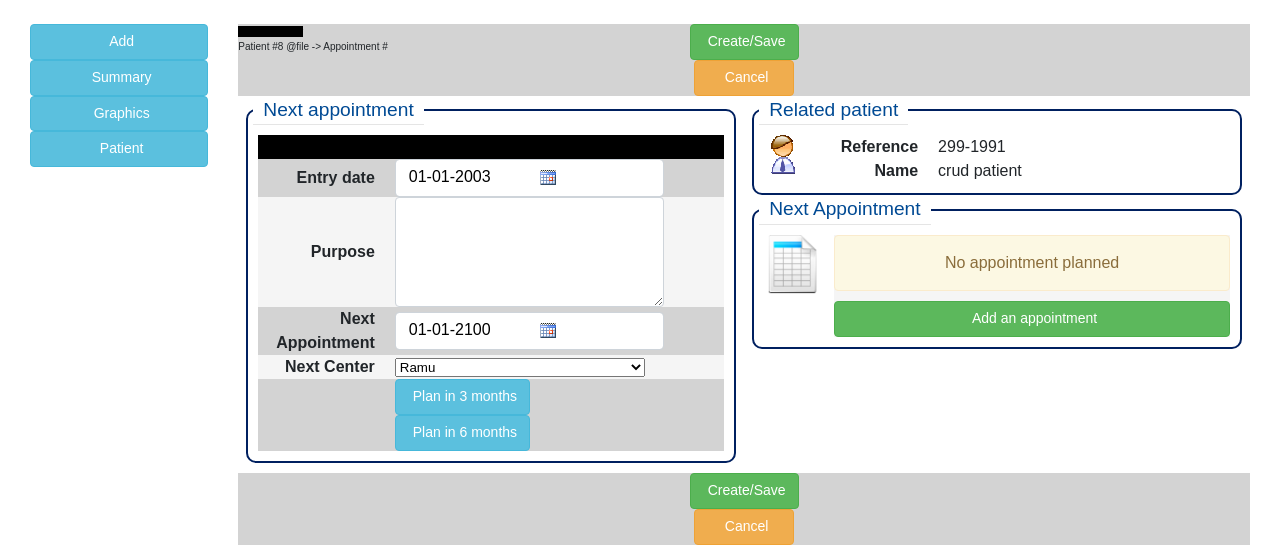 Add
Summary
Graphics
Patient
Patient #8 @file -> Appointment #
Create/Save
Cancel
Next appointment
Entry date 01-01-2003
Purpose
Next
Appointment 01-01-2100
Next Center Ramu
Plan in 3 months
Plan in 6 months
Related patient
Reference 299-1991
Name crud patient
Next Appointment
No appointment planned
Add an appointment
Create/Save
Cancel